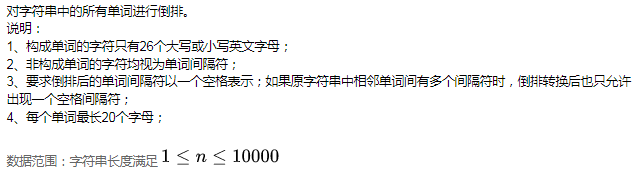 对字符串中的所有单词进行倒排。
说明：
1、构成单词的字符只有26个大写或小写英文字母；
2、非构成单词的字符均视为单词间隔符；
3、要求倒排后的单词间隔符以一个空格表示；如果原字符串中相邻单词间有多个间隔符时，倒排转换后也只允许
出现一个空格间隔符；
4、每个单词最长20个字母；
数据范围：字符串长度满足 1 ≤ n ≤ 10000